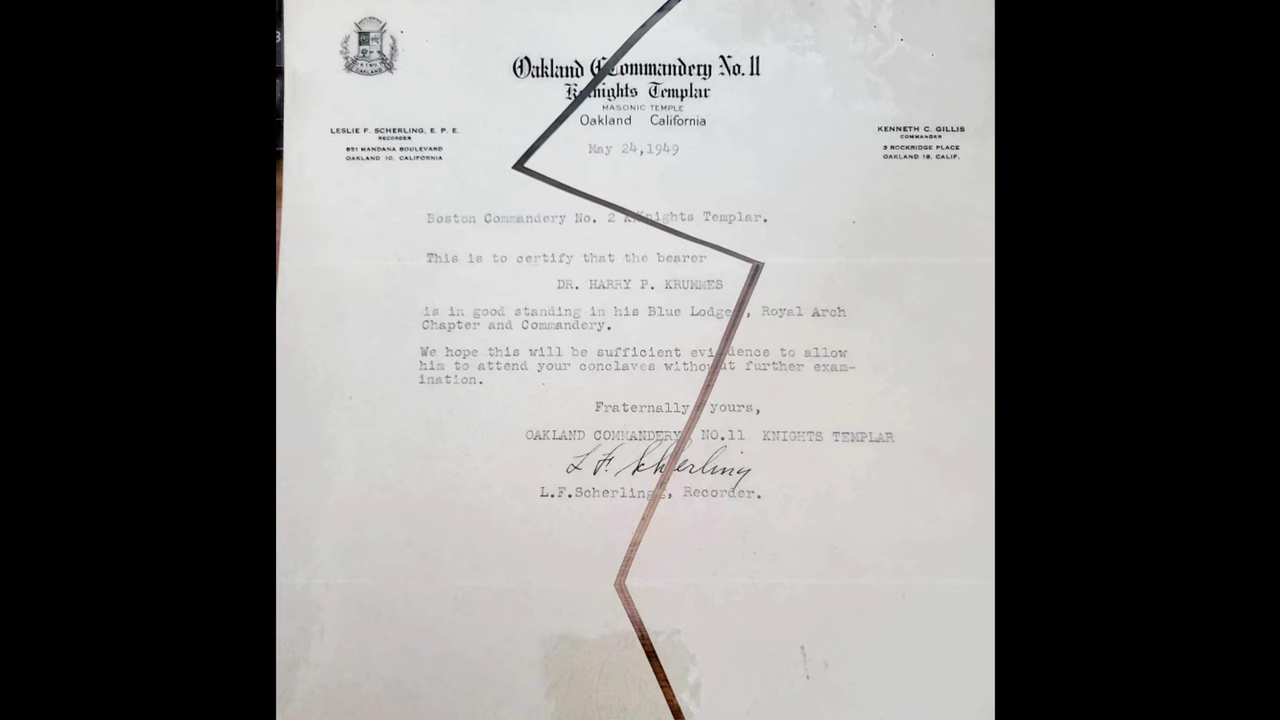 Oakland Commandery No. 11
Knights Templar
MASONIC TEMPLE
Oakland California
LESLIE F. SCHERLING, E. P. E.
RECORDER
851 MANDANA BOULEVARD
OAKLAND 10, CALIFORNIA
KENNETH C. GILLIS
COMMANDER
3 ROCKRIDGE PLACE
OAKLAND 18, CALIF.
May 24,1949
Boston Commandery No. 2 Knights Templar.
This is to certify that the bearer
DR. HARRY P. KRUMMES
is in good standing in his Blue Lodge, Royal Arch
Chapter and Commandery.
We hope this will be sufficient evidence to allow
him to attend your conclaves without further exam-
ination.
Fraternally yours,
OAKLAND COMMANDERY, NO.11 KNIGHTS TEMPLAR
L. F. Scherling
L.F.Scherling, Recorder.